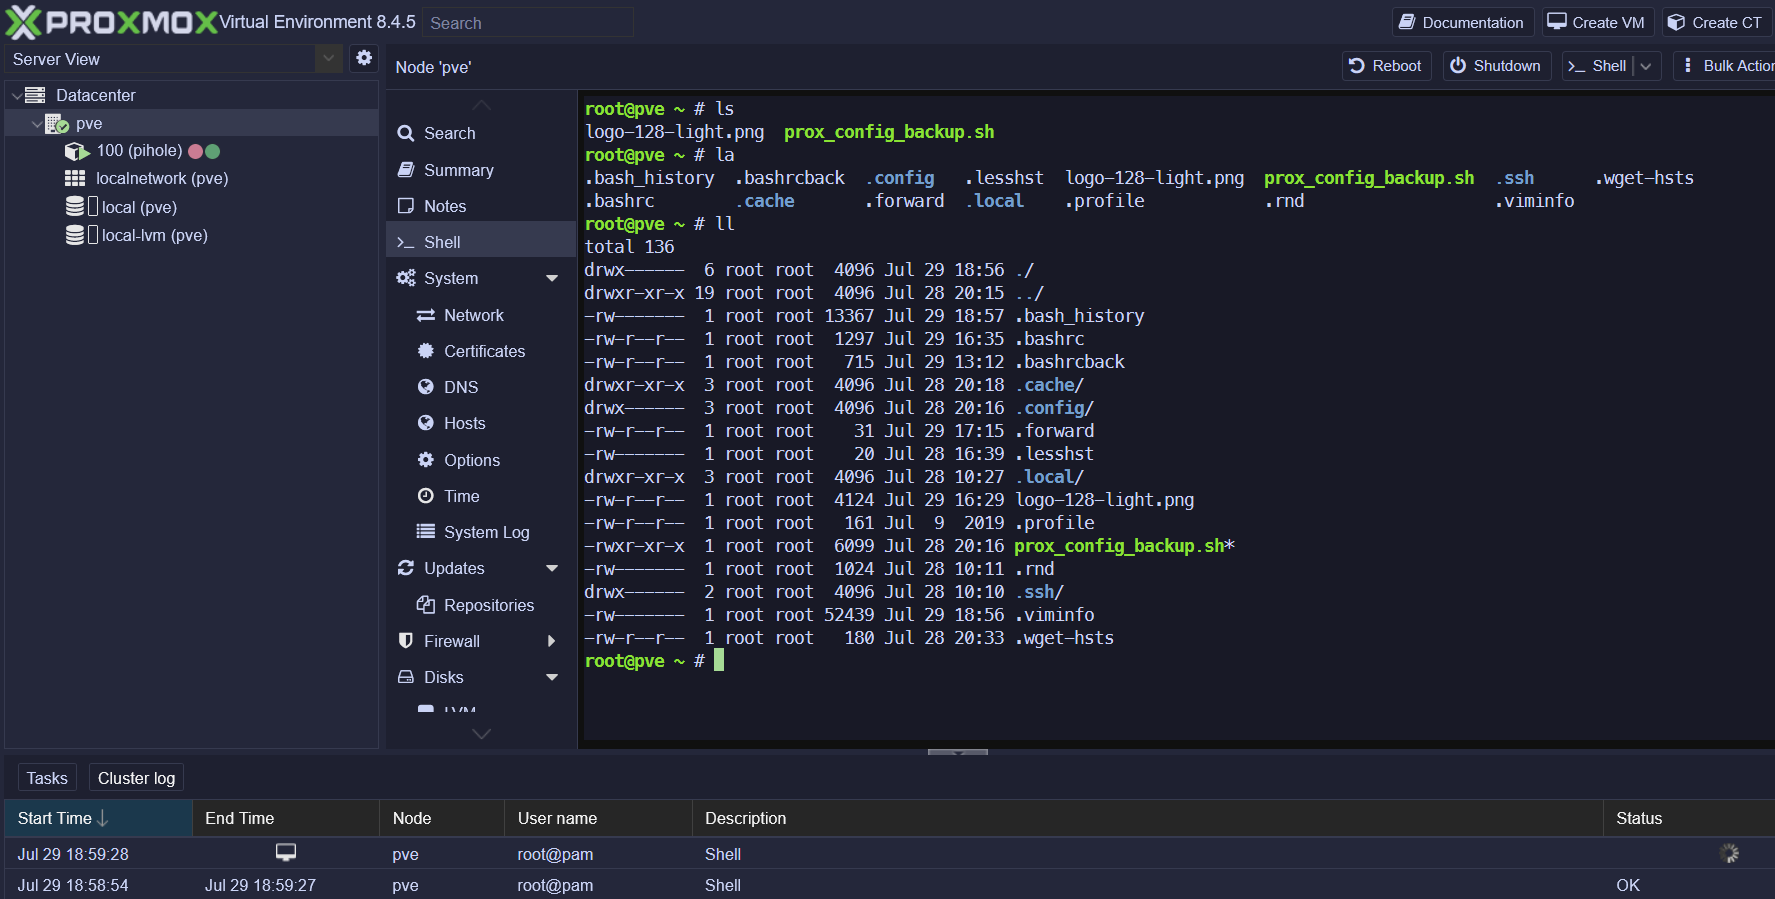 PROXMOX Virtual Environment 8.4.5 Search Documentation Create VM Create CT
Server View
Node 'pve' Reboot Shutdown >_ Shell Bulk Action
Datacenter
pve
100 (pihole)
localnetwork (pve)
local (pve)
local-lvm (pve)
Search
Summary
Notes
>_ Shell
System
Network
Certificates
DNS
Hosts
Options
Time
System Log
Updates
Repositories
Firewall
Disks
LVM
root@pve ~ # ls
logo-128-light.png prox_config_backup.sh
root@pve ~ # la
.bash_history .bashrcback .config .lesshst logo-128-light.png prox_config_backup.sh .ssh .wget-hsts
.bashrc .cache .forward .local .profile .rnd .viminfo
root@pve ~ # ll
total 136
drwx------ 6 root root 4096 Jul 29 18:56 ./
drwxr-xr-x 19 root root 4096 Jul 28 20:15 ../
-rw------- 1 root root 13367 Jul 29 18:57 .bash_history
-rw-r--r-- 1 root root 1297 Jul 29 16:35 .bashrc
-rw-r--r-- 1 root root 715 Jul 29 13:12 .bashrcback
drwxr-xr-x 3 root root 4096 Jul 28 20:18 .cache/
drwx------ 3 root root 4096 Jul 28 20:16 .config/
-rw-r--r-- 1 root root 31 Jul 29 17:15 .forward
-rw------- 1 root root 20 Jul 28 16:39 .lesshst
drwxr-xr-x 3 root root 4096 Jul 28 10:27 .local/
-rw-r--r-- 1 root root 4124 Jul 29 16:29 logo-128-light.png
-rw-r--r-- 1 root root 161 Jul 9 2019 .profile
-rwxr-xr-x 1 root root 6099 Jul 28 20:16 prox_config_backup.sh*
-rw------- 1 root root 1024 Jul 28 10:11 .rnd
drwx------ 2 root root 4096 Jul 28 10:10 .ssh/
-rw------- 1 root root 52439 Jul 29 18:56 .viminfo
-rw-r--r-- 1 root root 180 Jul 28 20:33 .wget-hsts
root@pve ~ #
Tasks Cluster log
Start Time End Time Node User name Description Status
Jul 29 18:59:28 pve root@pam Shell
Jul 29 18:58:54 Jul 29 18:59:27 pve root@pam Shell OK